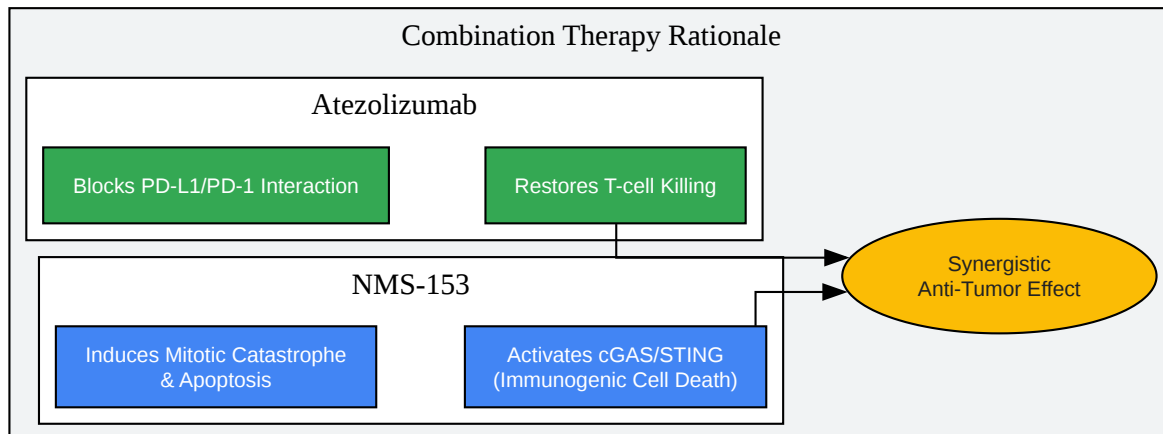 Combination Therapy Rationale
Atezolizumab
Blocks PD-L1/PD-1 Interaction
Restores T-cell Killing
NMS-153
Induces Mitotic Catastrophe
& Apoptosis
Activates cGAS/STING
(Immunogenic Cell Death)
Synergistic
Anti-Tumor Effect